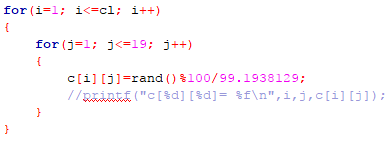 for(i=1; i<=cl; i++)
{
for(j=1; j<=19; j++)
{
c[i][j]=rand()%100/99.1938129;
//printf("c[%d][%d]= %f\n",i,j,c[i][j]);
}
}